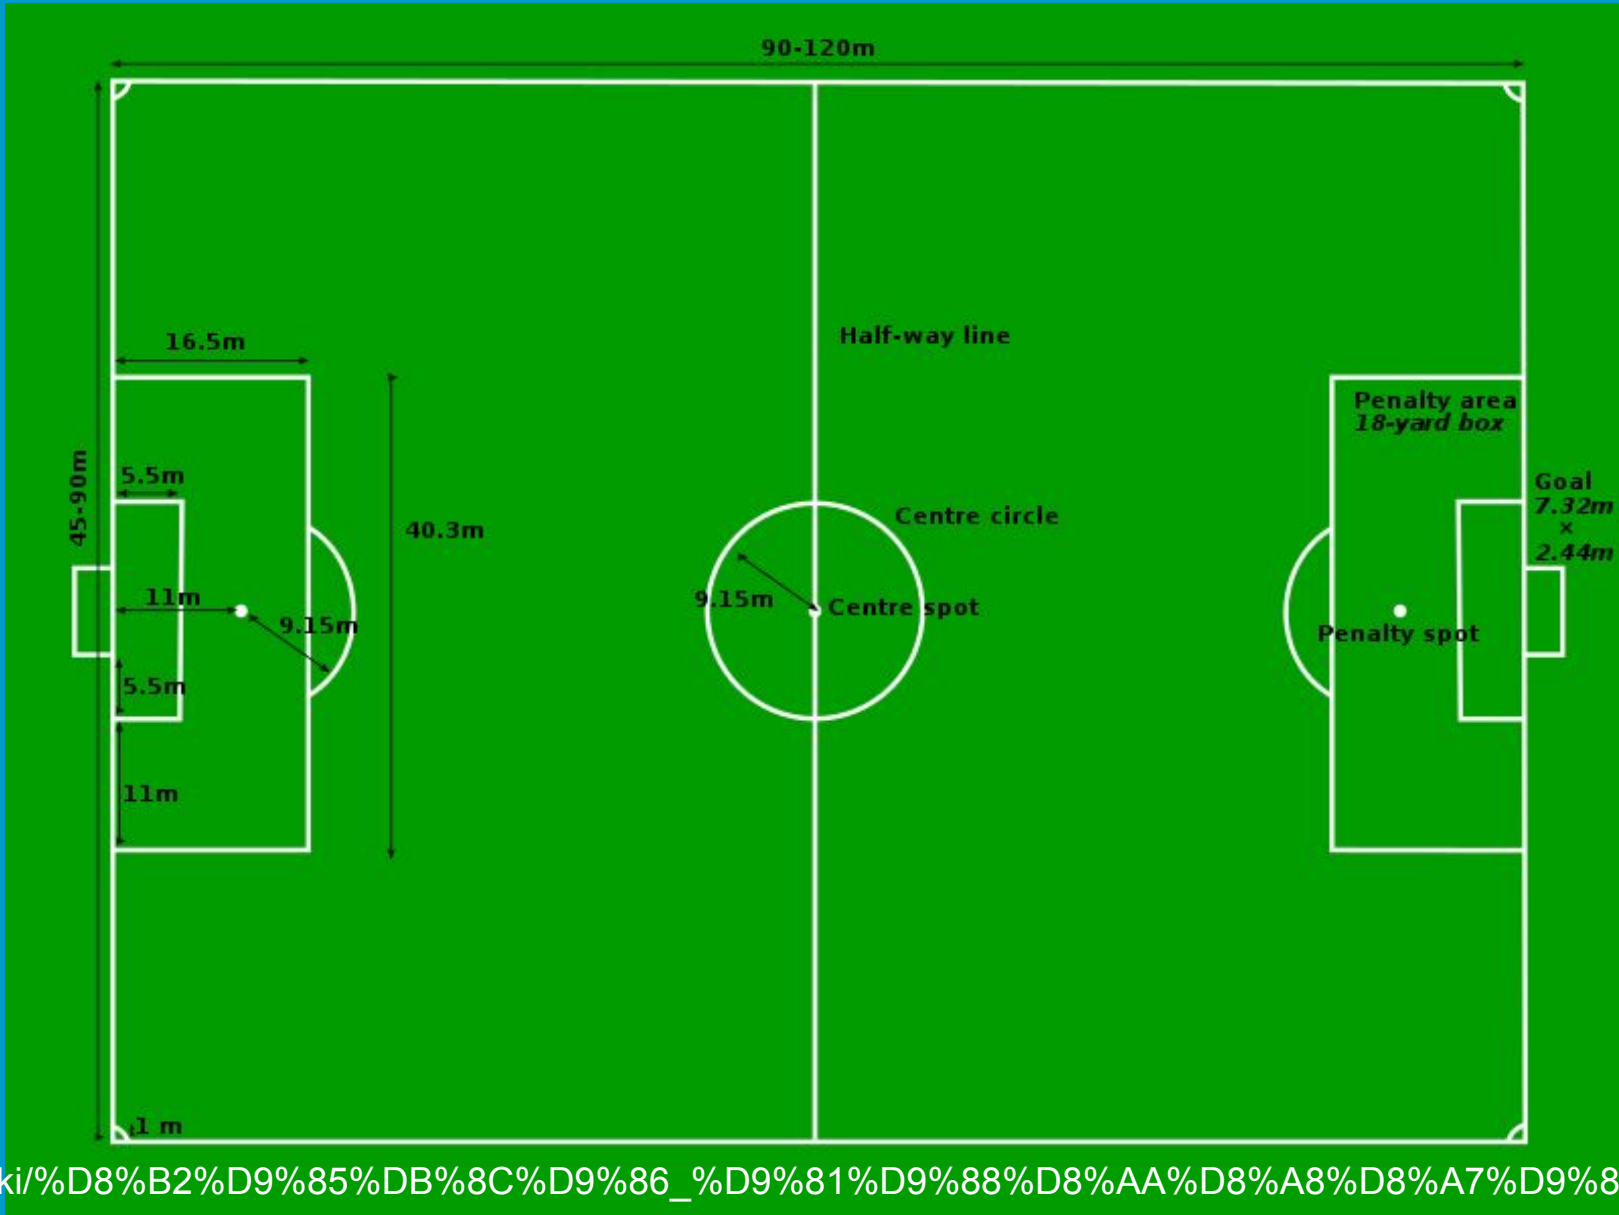 90-120m
45-90m
16.5m
Half-way line
Penalty area
18-yard box
5.5m
Goal
7.32m
×
2.44m
40.3m
Centre circle
11m
9.15m
9.15m
Centre spot
Penalty spot
5.5m
11m
1 m
ki/%D8%B2%D9%85%DB%8C%D9%86_%D9%81%D9%88%D8%AA%D8%A8%D8%A7%D9%8